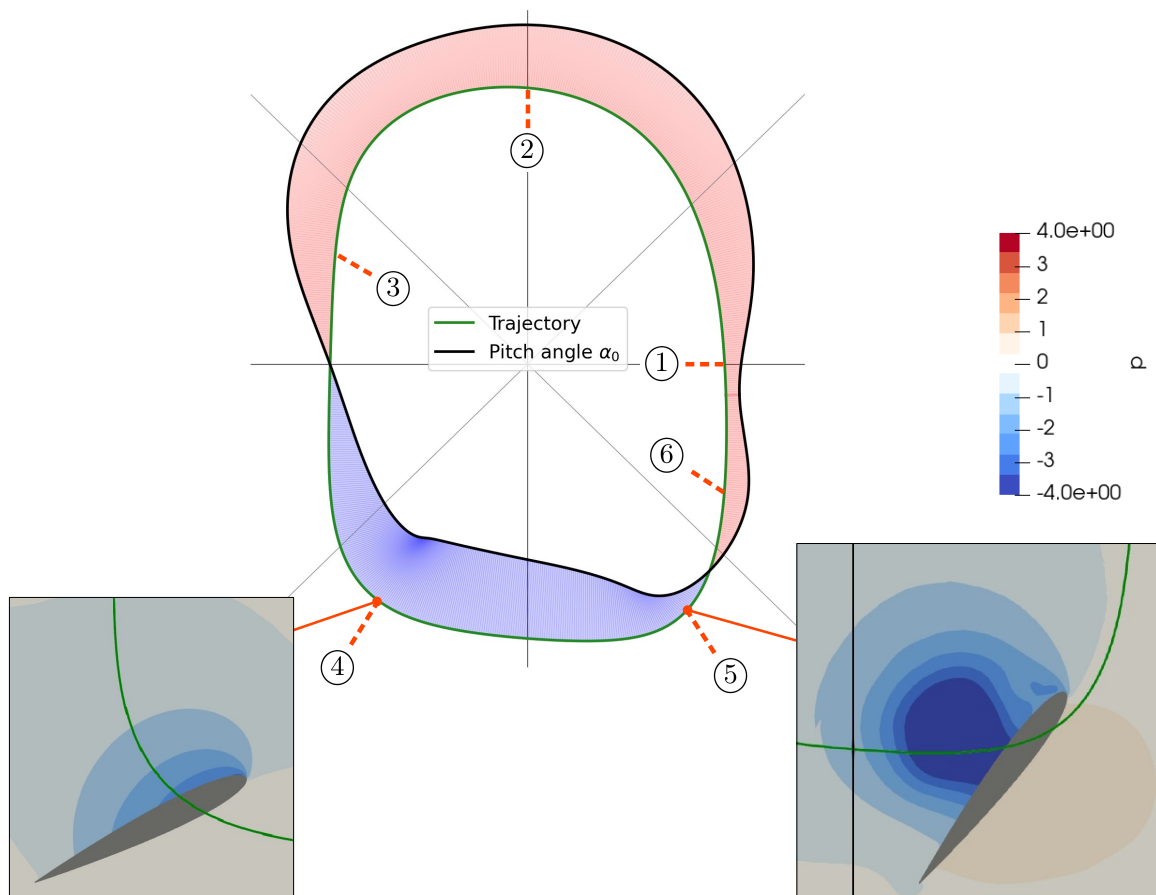 ②
4.0e+00
3
2
1
0
-1
-2
-3
-4.0e+00
p
③
Trajectory
Pitch angle α₀
①
⑥
④
⑤